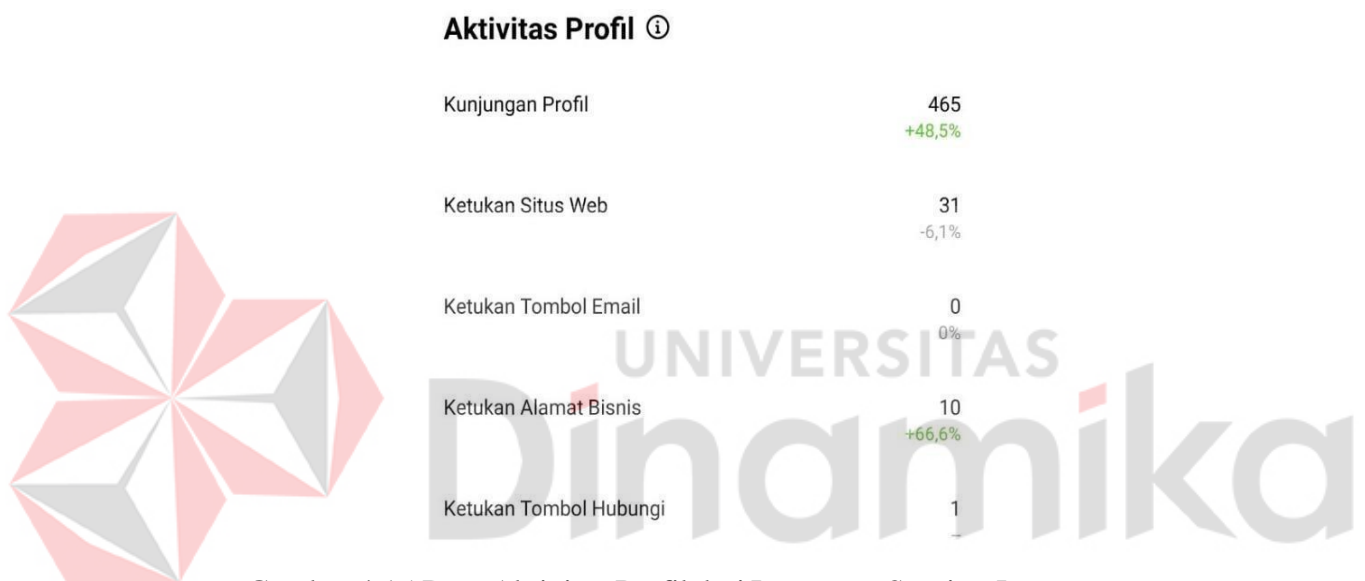 Aktivitas Profil
Kunjungan Profil 465
+48,5%
Ketukan Situs Web 31
-6,1%
Ketukan Tombol Email 0
0%
UNIVERSITAS
Dinamika
Ketukan Alamat Bisnis 10
+66,6%
Ketukan Tombol Hubungi 1
--